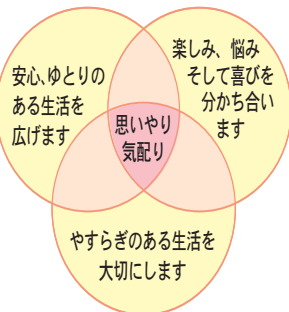 安心、ゆとりの
ある生活を
広げます
楽しみ、悩み
そして喜びを
分かち合い
ます
思いやり
気配り
やすらぎのある生活を
大切にします